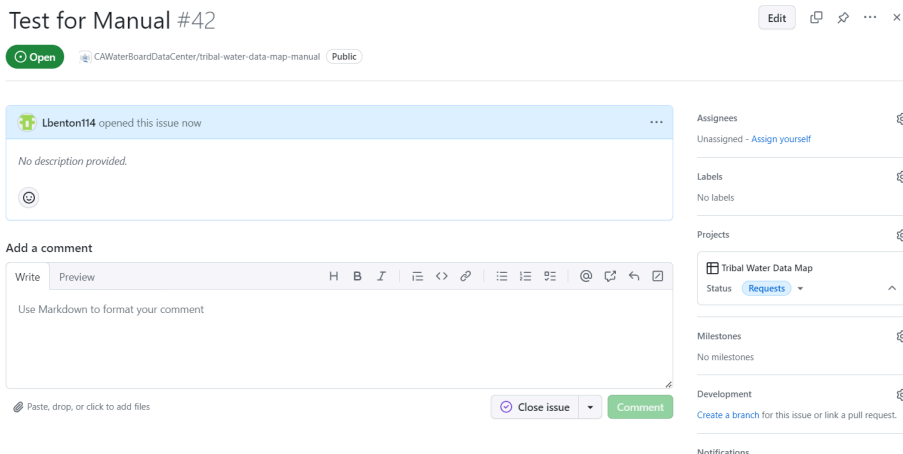 Test for Manual #42
Edit
Open
CAWaterBoardDataCenter/tribal-water-data-map-manual
Public
Lbenton114 opened this issue now
No description provided.
Add a comment
Write
Preview
H B I
Use Markdown to format your comment
Paste, drop, or click to add files
Close issue
Comment
Assignees
Unassigned - Assign yourself
Labels
No labels
Projects
Tribal Water Data Map
Status Requests
Milestones
No milestones
Development
Create a branch for this issue or link a pull request.
Notifications